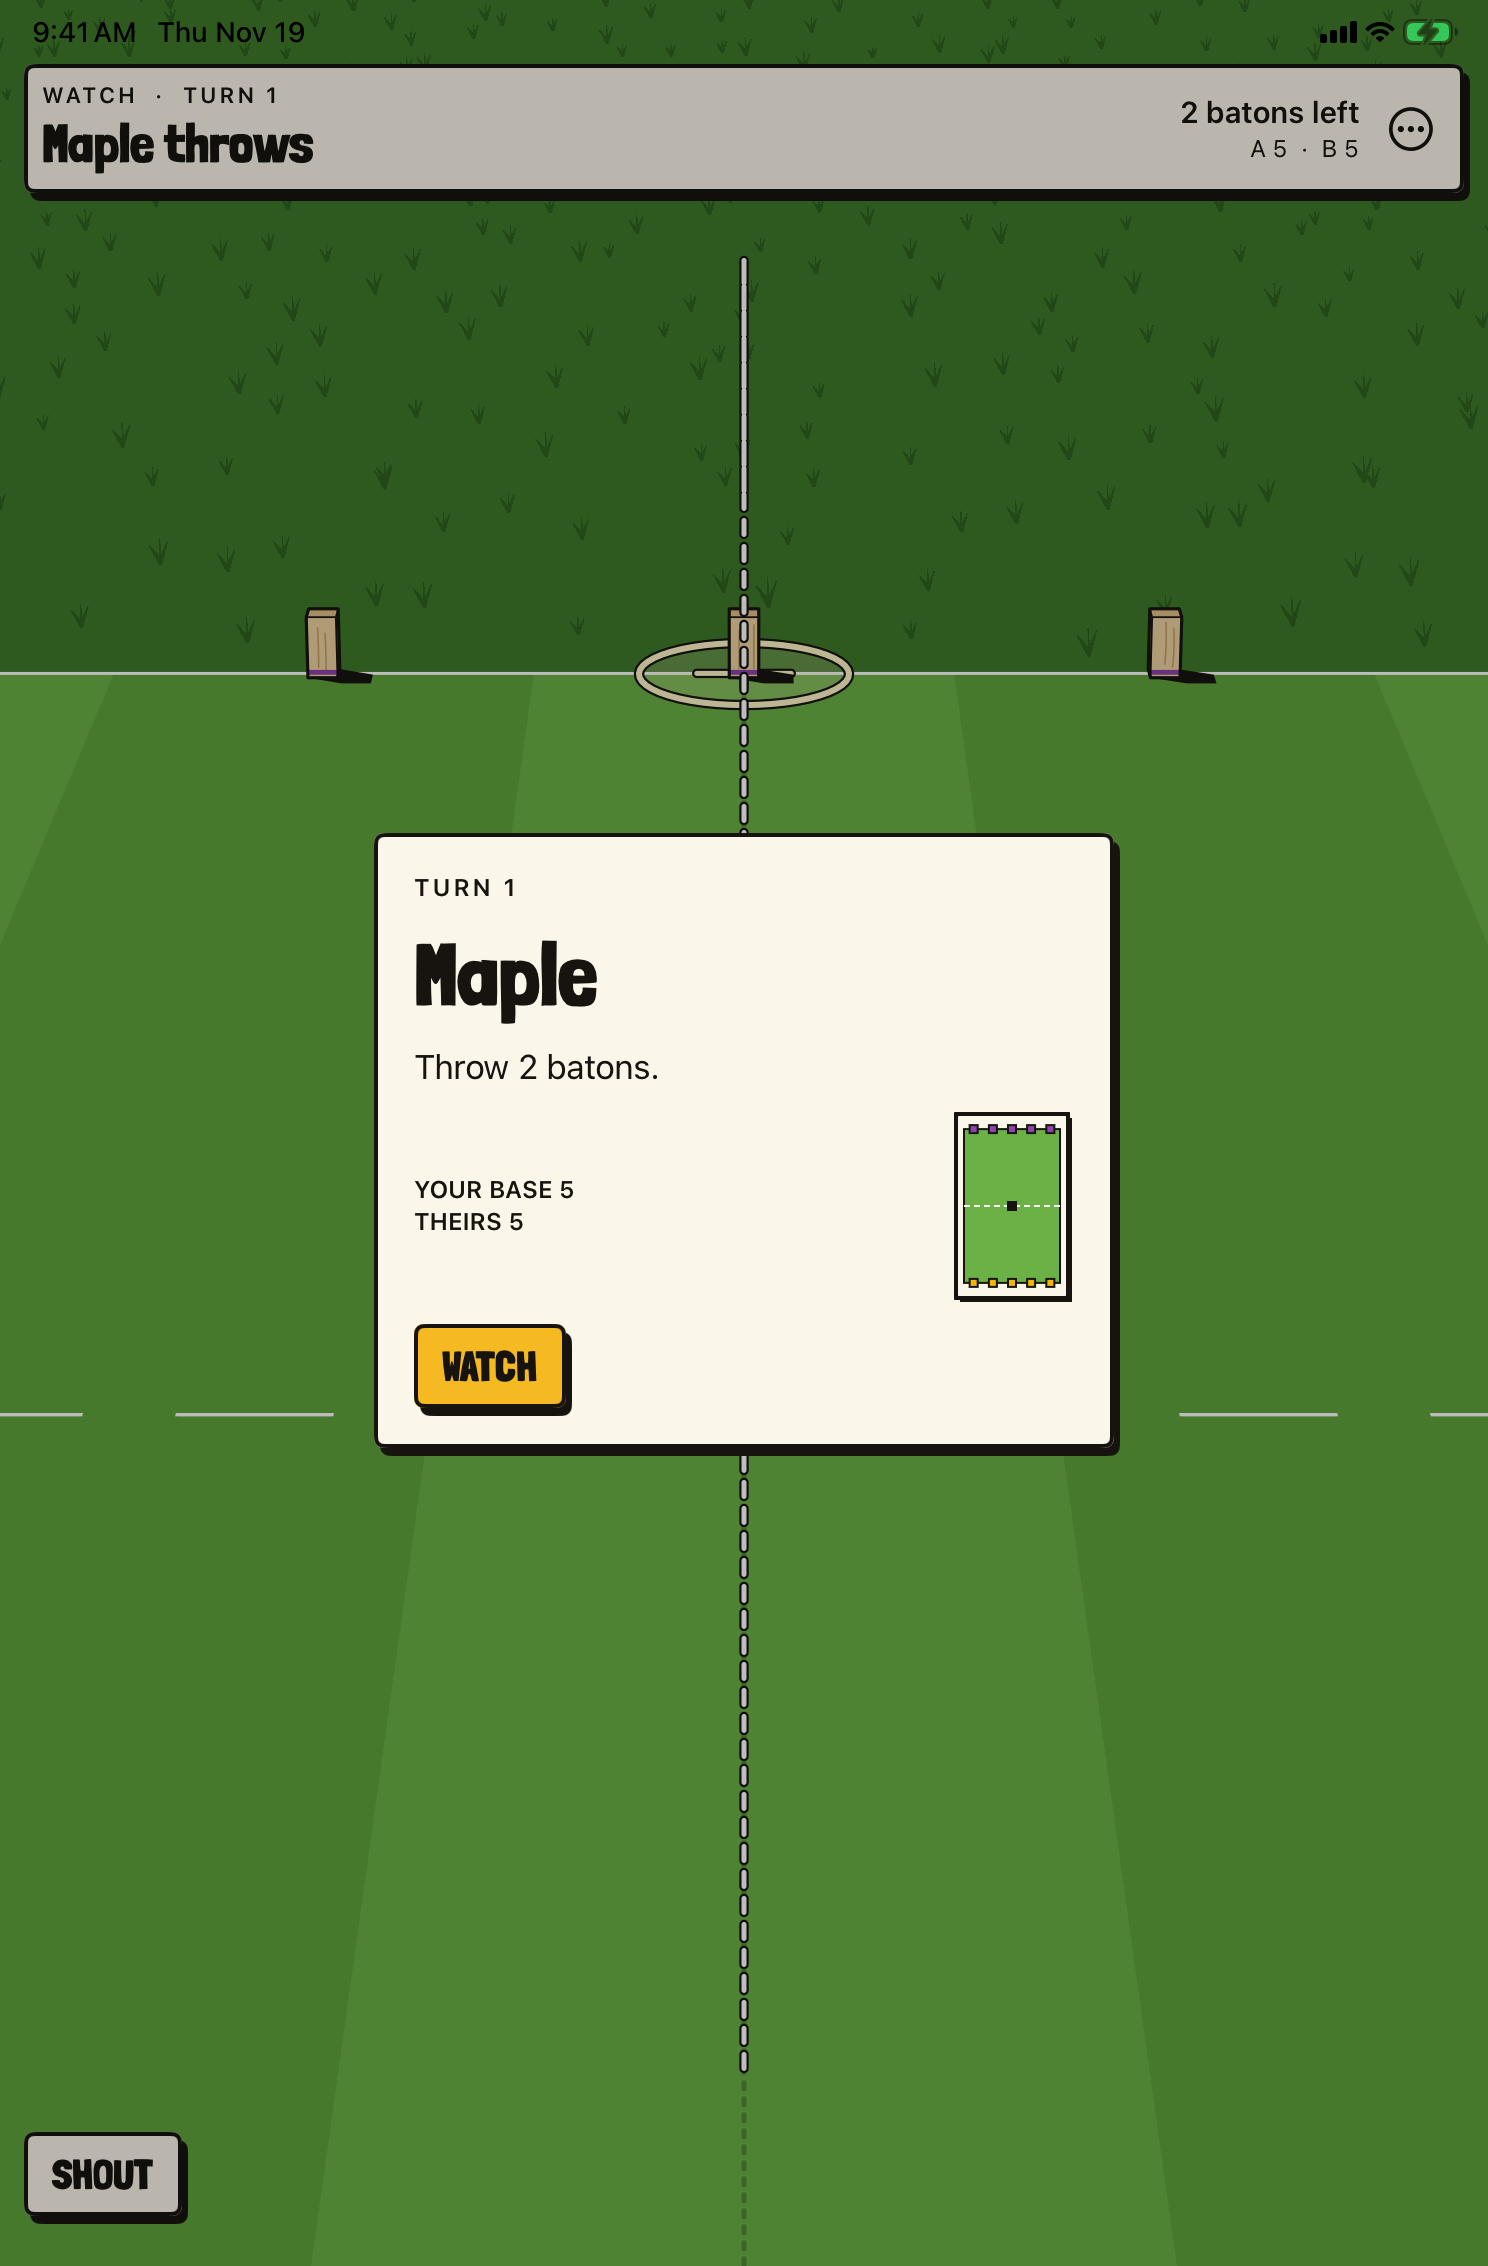 9:41 AM Thu Nov 19
WATCH · TURN 1
Maple throws
2 batons left
A 5 · B 5
TURN 1
Maple
Throw 2 batons.
YOUR BASE 5
THEIRS 5
WATCH
SHOUT